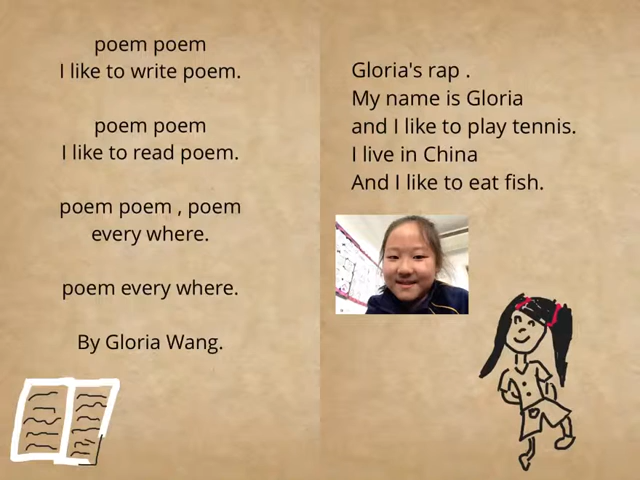 poem poem
I like to write poem.
poem poem
I like to read poem.
poem poem , poem
every where.
poem every where.
By Gloria Wang.
Gloria's rap .
My name is Gloria
and I like to play tennis.
I live in China
And I like to eat fish.